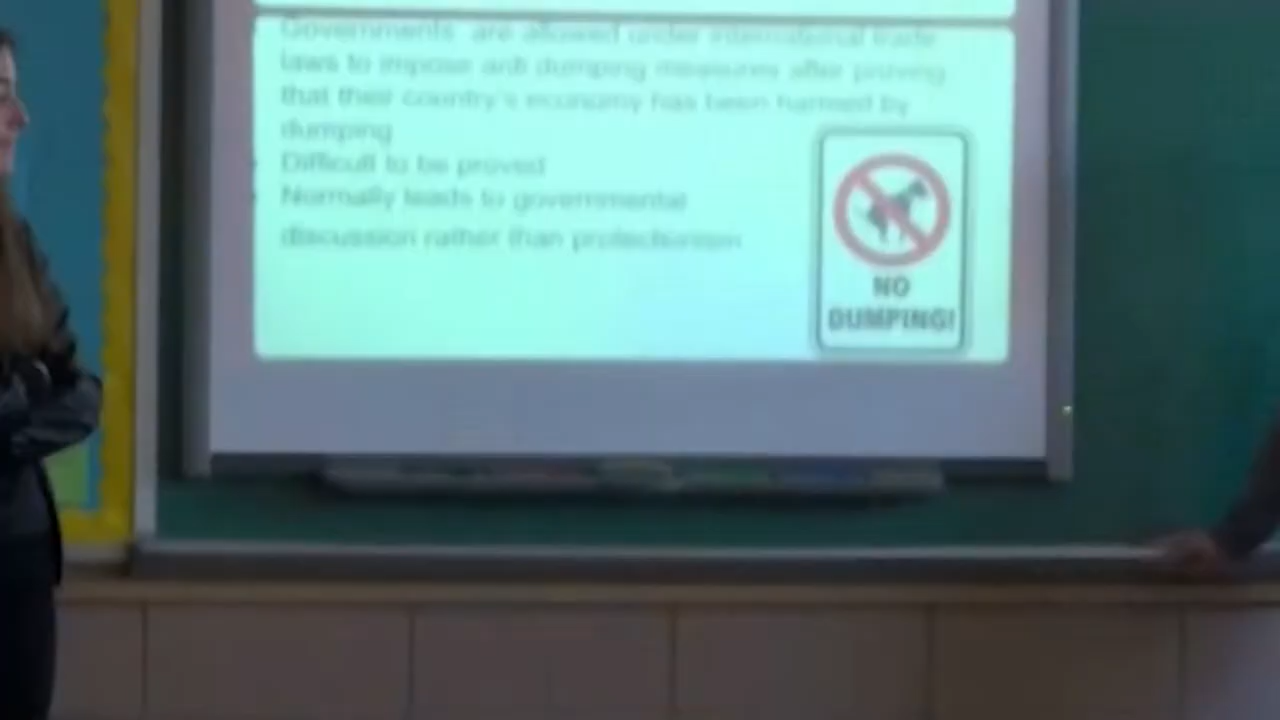 Governments are allowed under international trade
laws to impose anti dumping measures after proving
that their country's economy has been harmed by
dumping
Difficult to be proved
Normally leads to governmental
discussion rather than protectionism
NO
DUMPING!